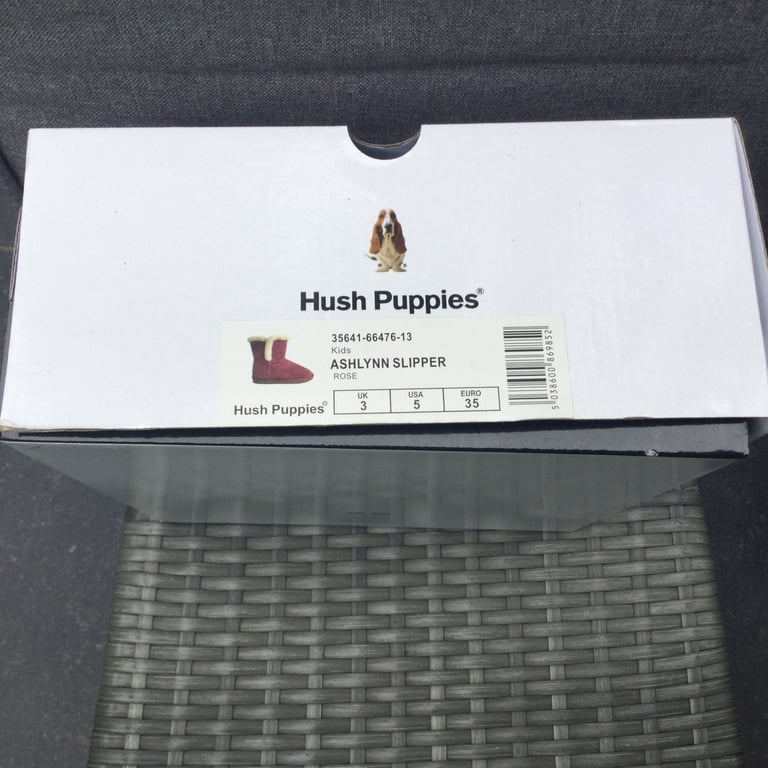 Hush Puppies®
35641-66476-13
Kids
ASHLYNN SLIPPER
ROSE
Hush Puppies®
UK USA EURO
3 5 35
5 038600 869852